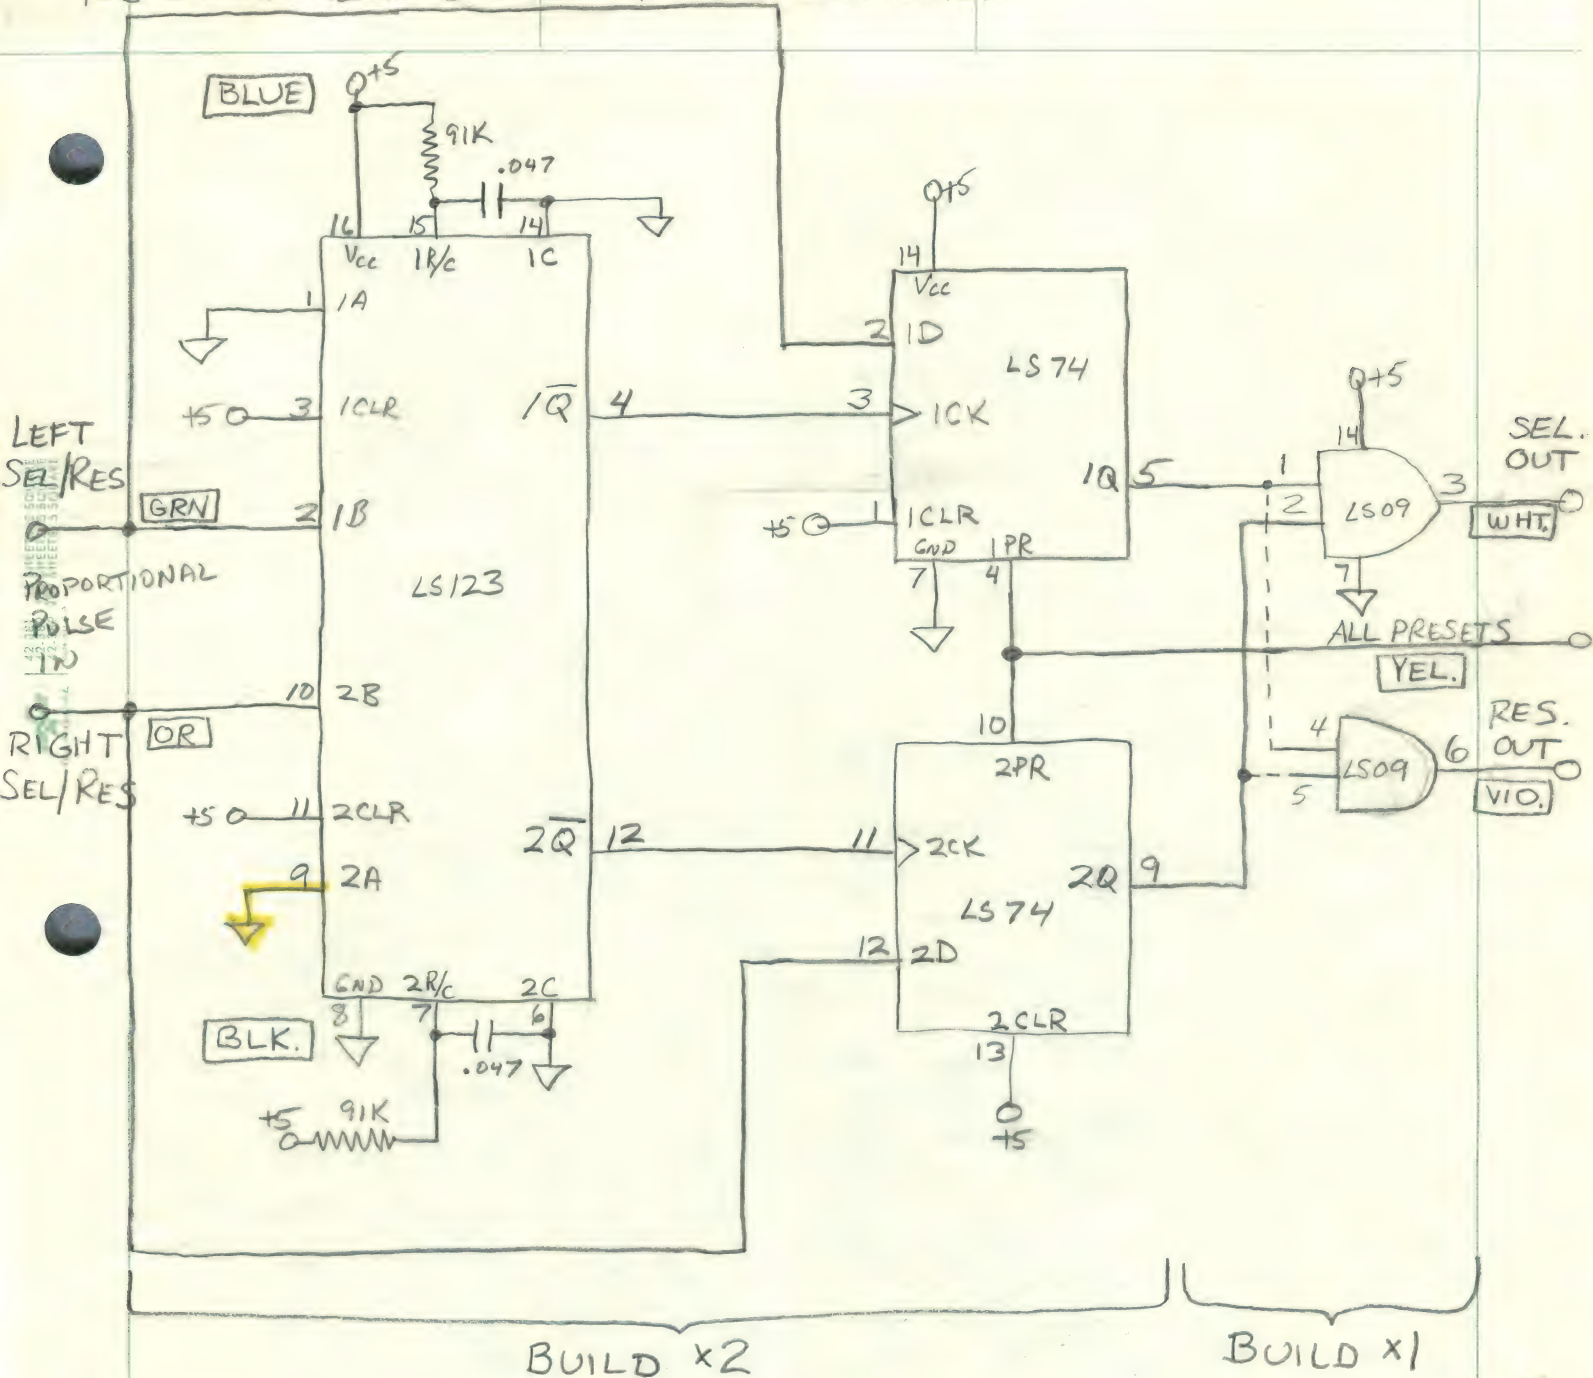 BLUE
+5
91K
.047
16
15
14
Vcc
1R/C
1C
1
1A
+5
3
1CLR
1Q̅
4
LEFT
SEL/RES
GRN
2
1B
PROPORTIONAL
PULSE
IN
LS123
10
2B
OR
RIGHT
SEL/RES
+5
11
2CLR
2Q̅
12
9
2A
GND
2R/C
2C
8
7
6
BLK.
.047
+5
91K
+5
14
Vcc
2
1D
LS74
3
1CK
1Q
5
+5
1
1CLR
GND
1PR
7
4
10
2PR
11
2CK
2Q
9
LS74
12
2D
2CLR
13
+5
+5
14
1
2
LS09
3
SEL.
OUT
WHT.
7
ALL PRESETS
YEL.
4
5
LS09
6
RES.
OUT
VIO.
BUILD x2
BUILD x1